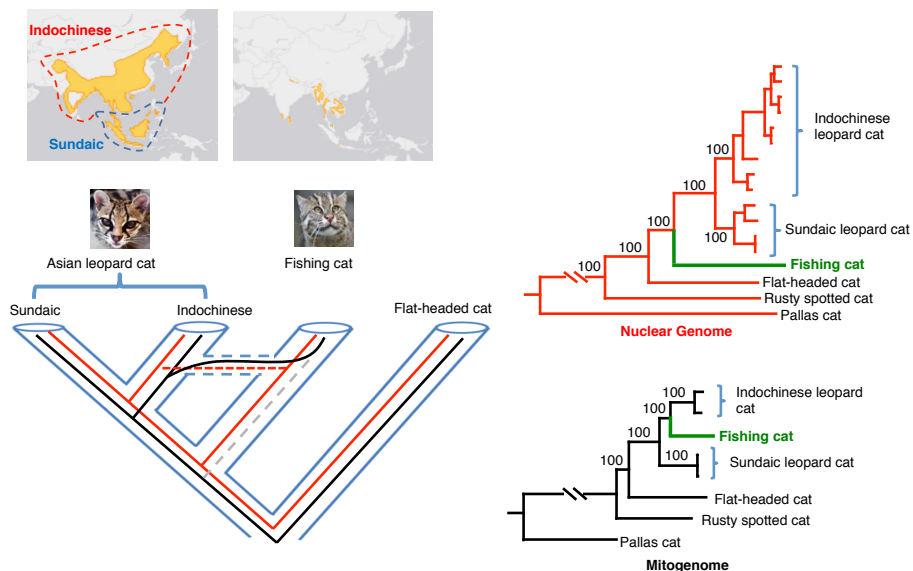 Indochinese
Sundaic
Asian leopard cat
Fishing cat
Sundaic
Indochinese
Flat-headed cat
100
Indochinese
leopard cat
100
100
Sundaic leopard cat
100
100
Fishing cat
100
Flat-headed cat
Rusty spotted cat
Nuclear Genome
Pallas cat
100
Indochinese leopard
cat
100
Fishing cat
100
100
Sundaic leopard cat
100
Flat-headed cat
Rusty spotted cat
Pallas cat
Mitogenome